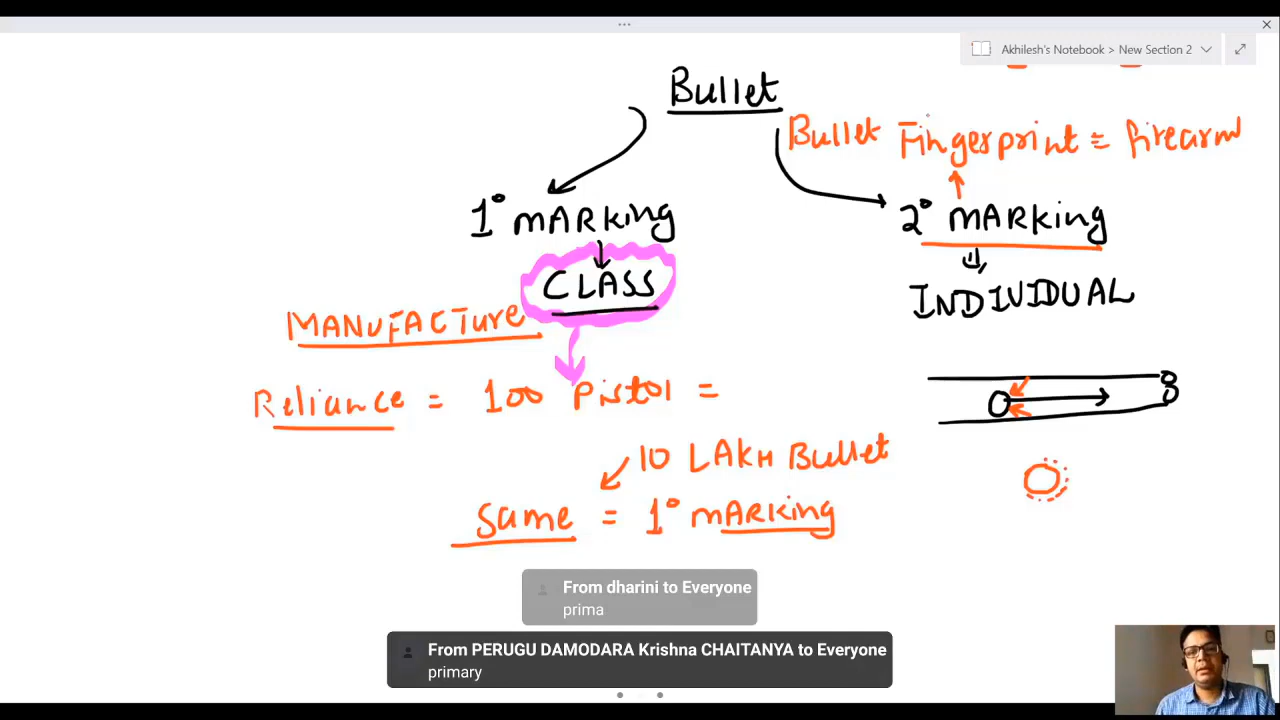 Akhilesh's Notebook > New Section 2
Bullet
Bullet Fingerprint = firearm
1° MARking
2° MARking
CLASS
INDIVIDUAL
MANUFACTure
Reliance = 100 Pistol =
10 LAKH Bullet
Same = 1° MARking
From dharini to Everyone
prima
From PERUGU DAMODARA Krishna CHAITANYA to Everyone
primary